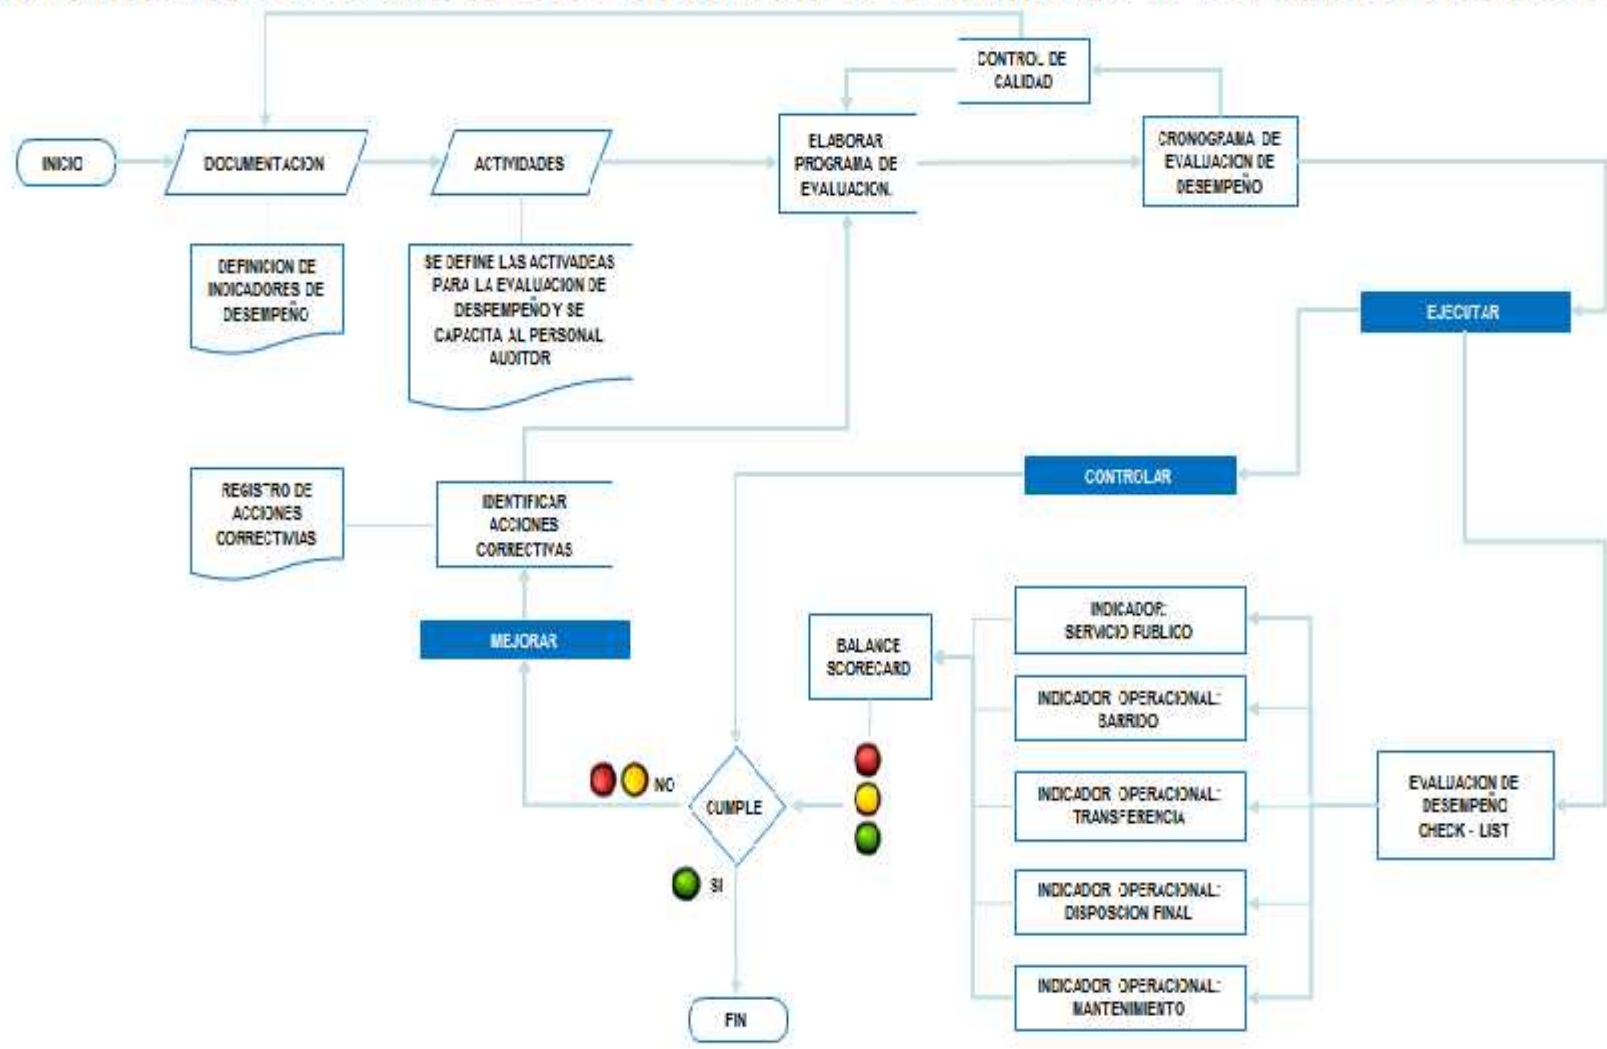 CONTROL DE
CALIDAD
INICIO
DOCUMENTACION
ACTIVIDADES
ELABORAR
PROGRAMA DE
EVALUACION.
CRONOGRAMA DE
EVALUACION DE
DESEMPEÑO
DEFINICION DE
INDICADORES DE
DESEMPEÑO
SE DEFINE LAS ACTIVADEAS
PARA LA EVALUACION DE
DESFEMPEÑO Y SE
CAPACITA AL PERSONAL
AUDITOR
EJECUTAR
CONTROLAR
REGISTRO DE
ACCIONES
CORRECTIVIAS
IDENTIFICAR
ACCIONES
CORRECTIVAS
MEJORAR
BALANCE
SCORECARD
INDICADOR:
SERVICIO PUBLICO
INDICADOR OPERACIONAL:
BARRIDO
INDICADOR OPERACIONAL:
TRANSFERENCIA
INDICADOR OPERACIONAL:
DISPOSCION FINAL
INDICADOR OPERACIONAL:
MANTENIMIENTO
EVALUACION DE
DESEMPEÑO
CHECK - LIST
NO
CUMPLE
SI
FIN